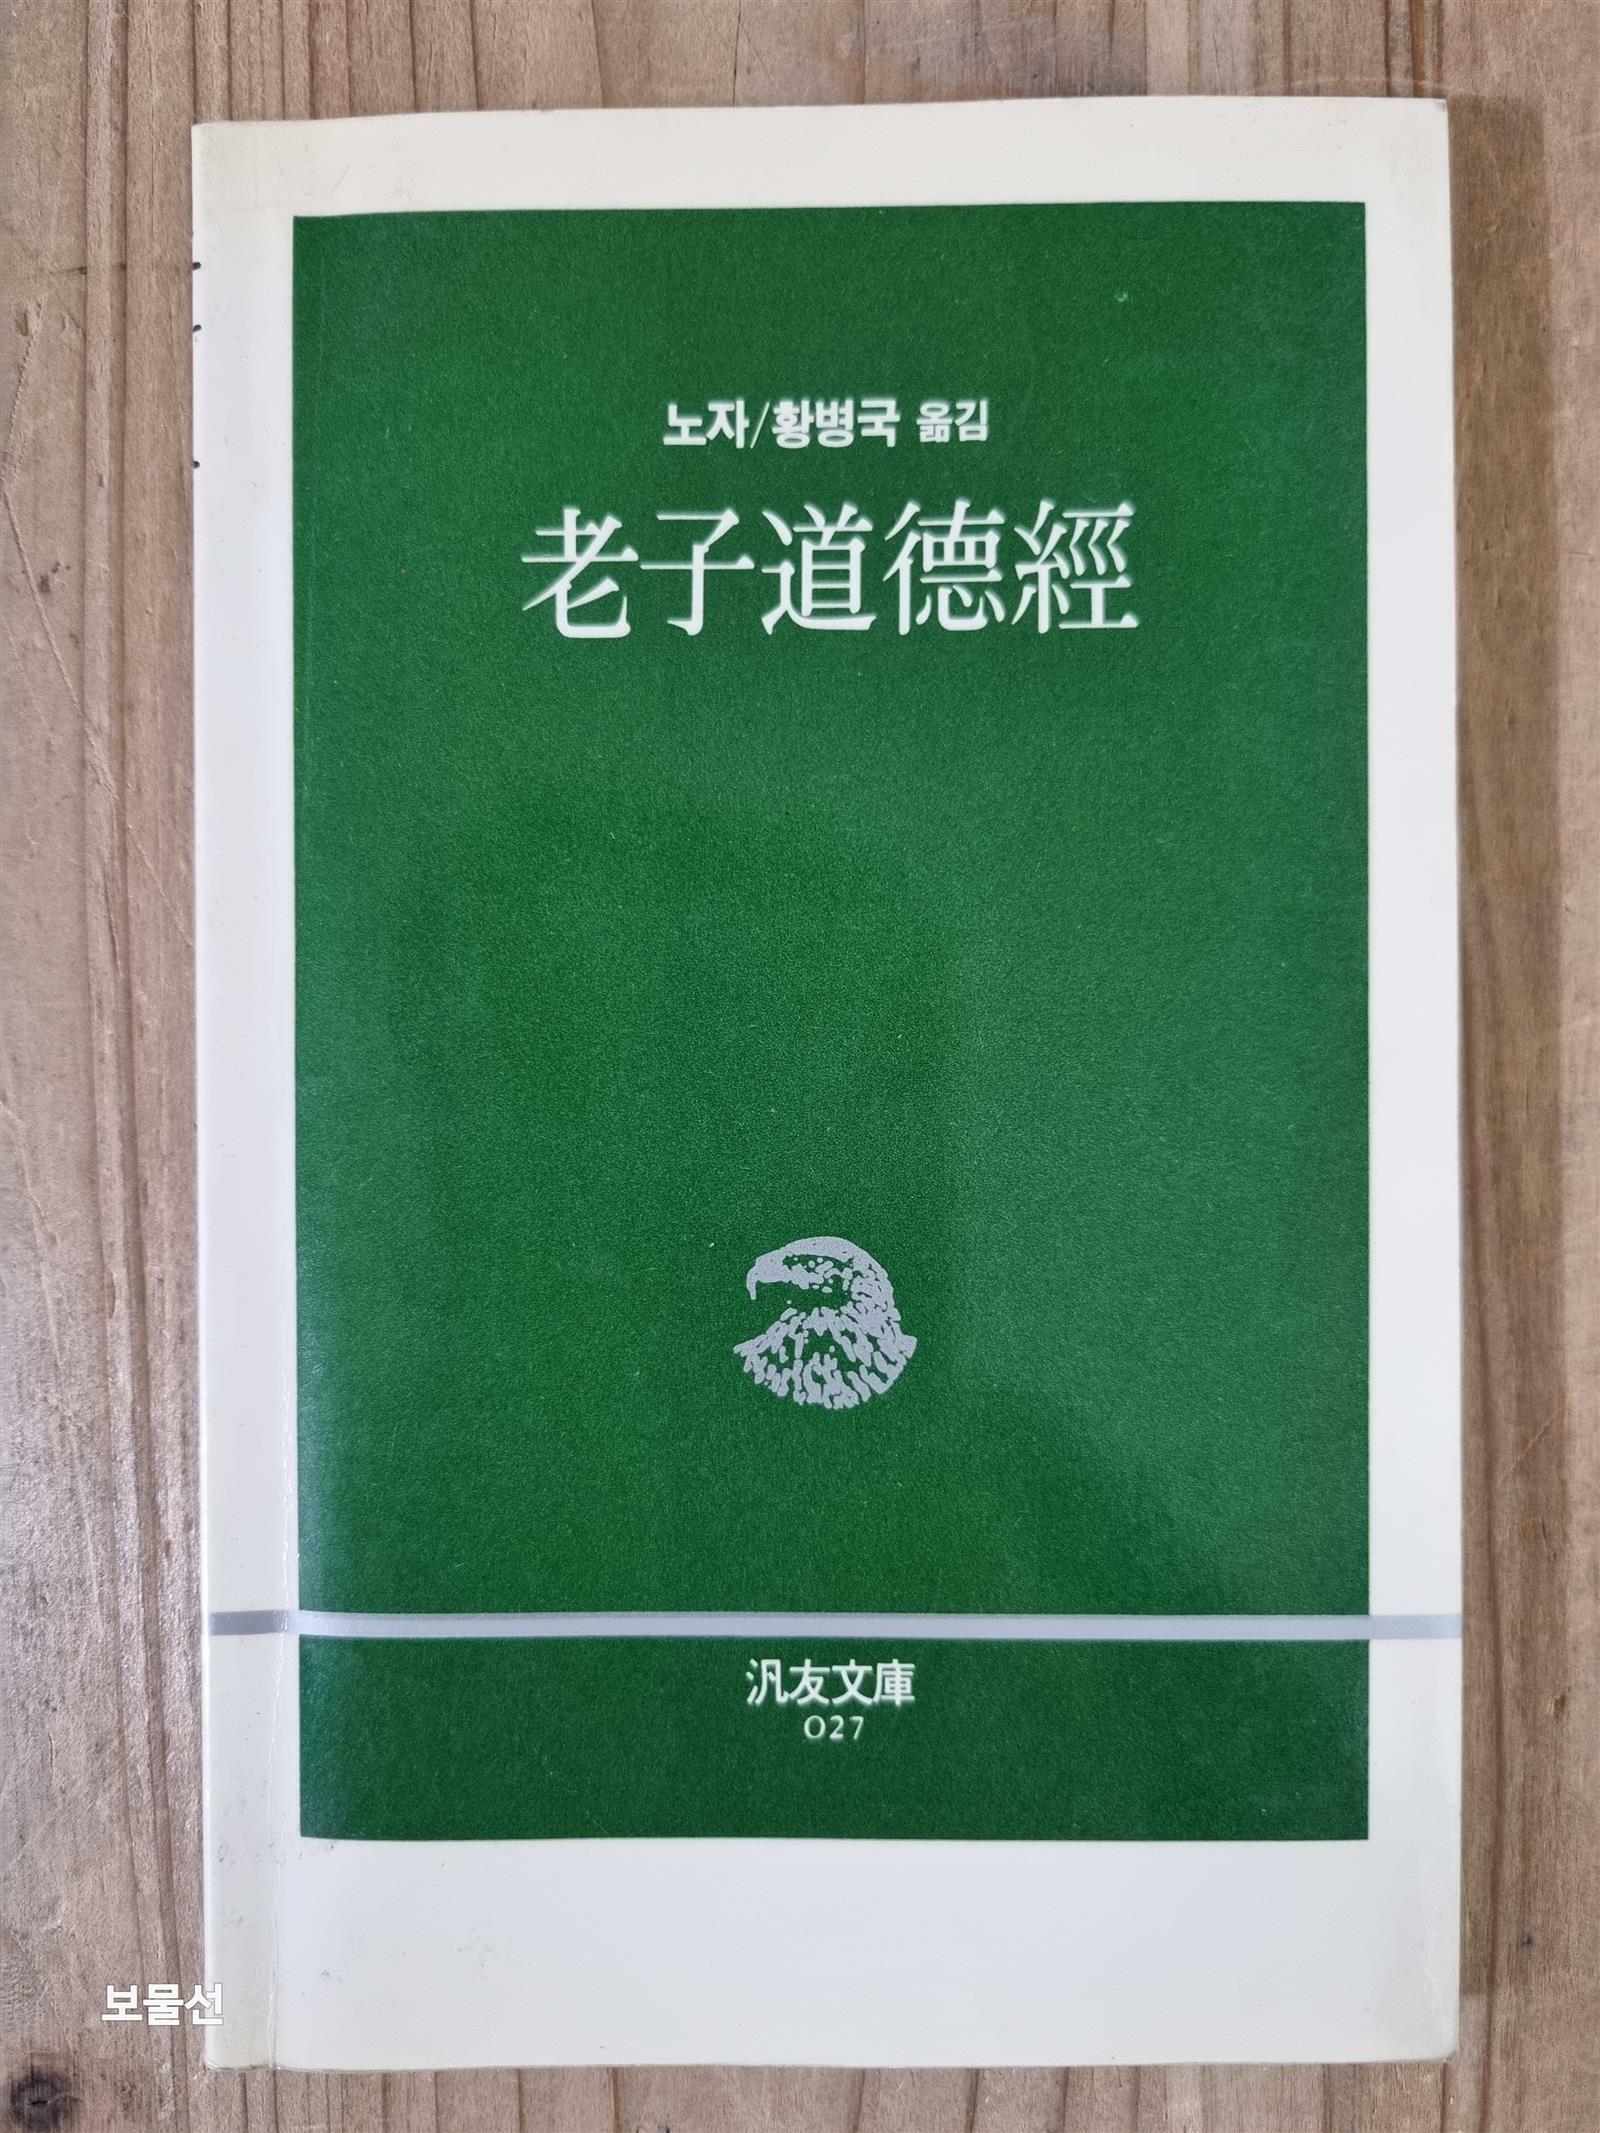 노자/황병국 옮김
老子道德經
汎友文庫
027
보물선